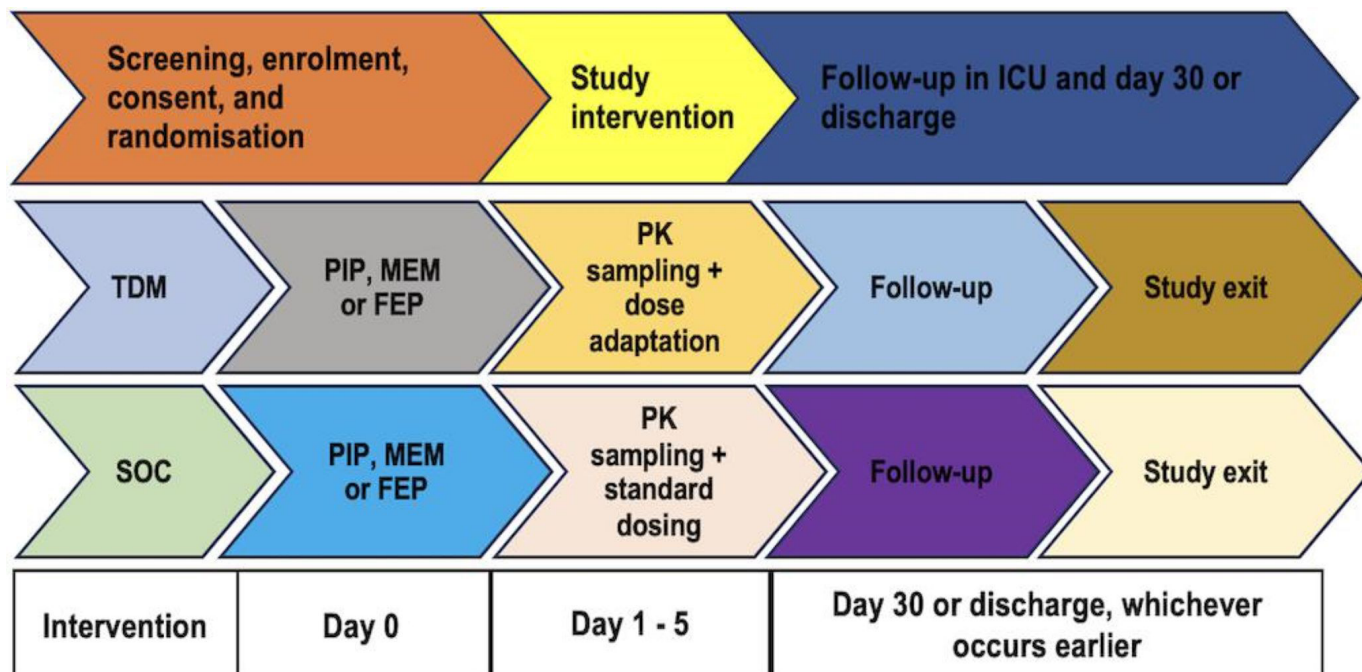 Screening, enrolment,
consent, and
randomisation
Study
intervention
Follow-up in ICU and day 30 or
discharge
TDM
PIP, MEM
or FEP
PK
sampling +
dose
adaptation
Follow-up
Study exit
SOC
PIP, MEM
or FEP
PK
sampling +
standard
dosing
Follow-up
Study exit
Intervention
Day 0
Day 1 - 5
Day 30 or discharge, whichever
occurs earlier